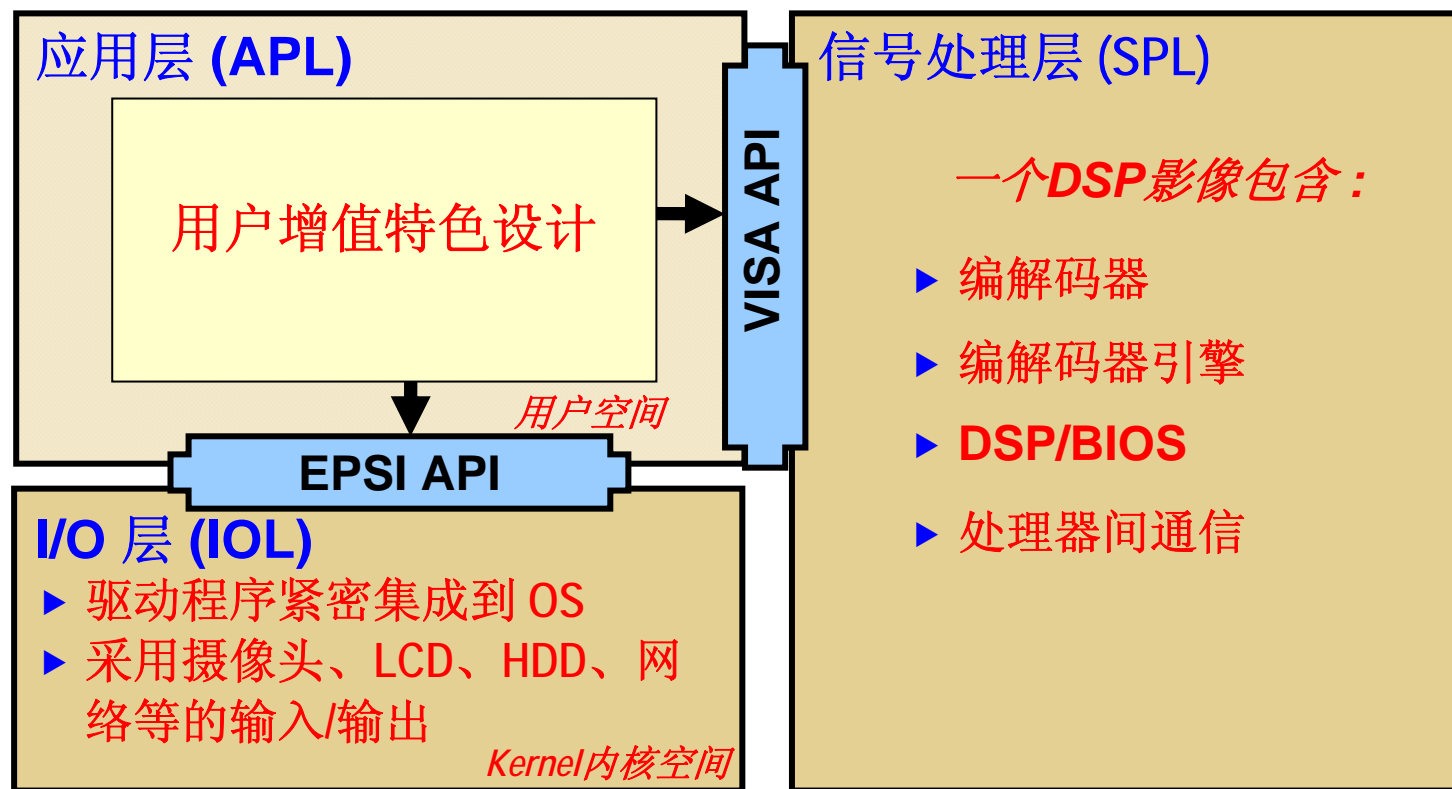 应用层 (APL)
用户增值特色设计
用户空间
EPSI API
VISA API
I/O 层 (IOL)
驱动程序紧密集成到 OS
采用摄像头、LCD、HDD、网
络等的输入/输出
Kernel内核空间
信号处理层 (SPL)
一个DSP影像包含 :
编解码器
编解码器引擎
DSP/BIOS
处理器间通信